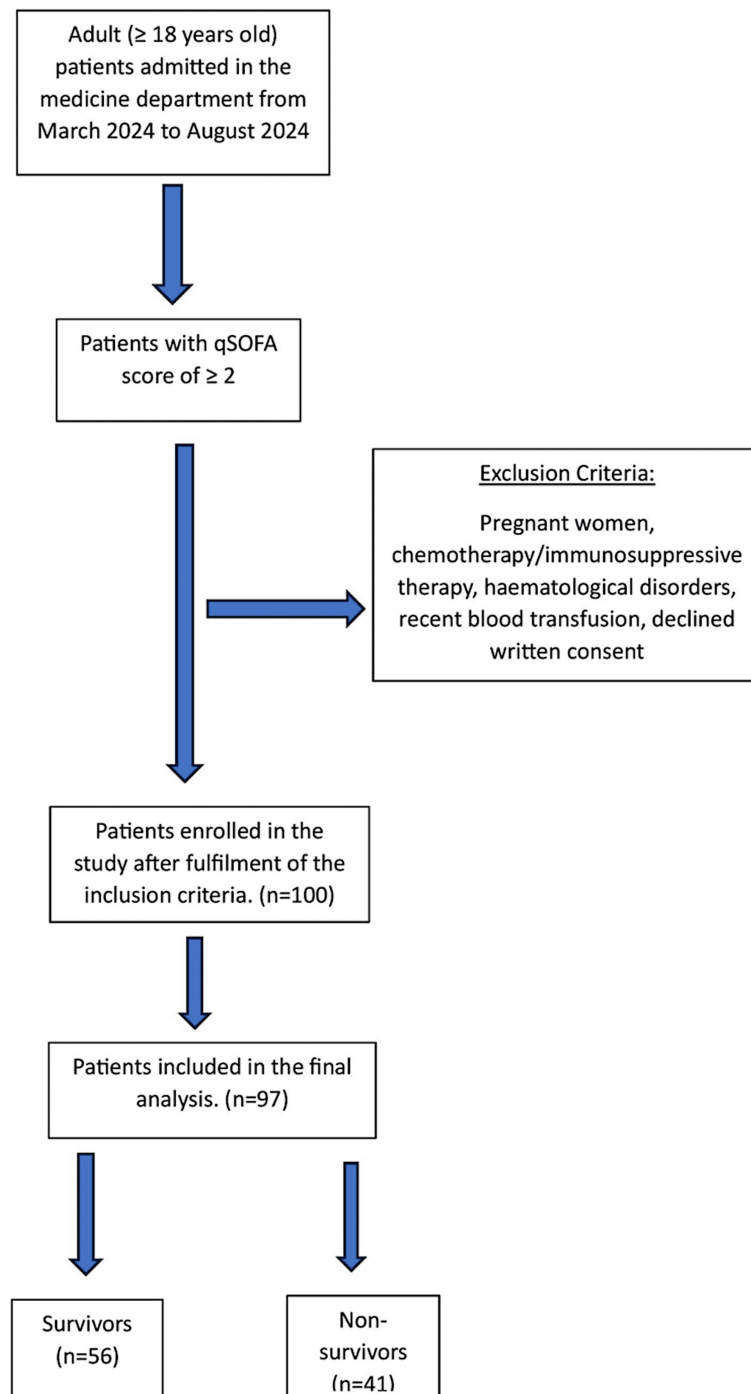 Adult (≥ 18 years old)
patients admitted in the
medicine department from
March 2024 to August 2024
Patients with qSOFA
score of ≥ 2
Exclusion Criteria:
Pregnant women,
chemotherapy/immunosuppressive
therapy, haematological disorders,
recent blood transfusion, declined
written consent
Patients enrolled in the
study after fulfilment of the
inclusion criteria. (n=100)
Patients included in the final
analysis. (n=97)
Survivors
(n=56)
Non-
survivors
(n=41)